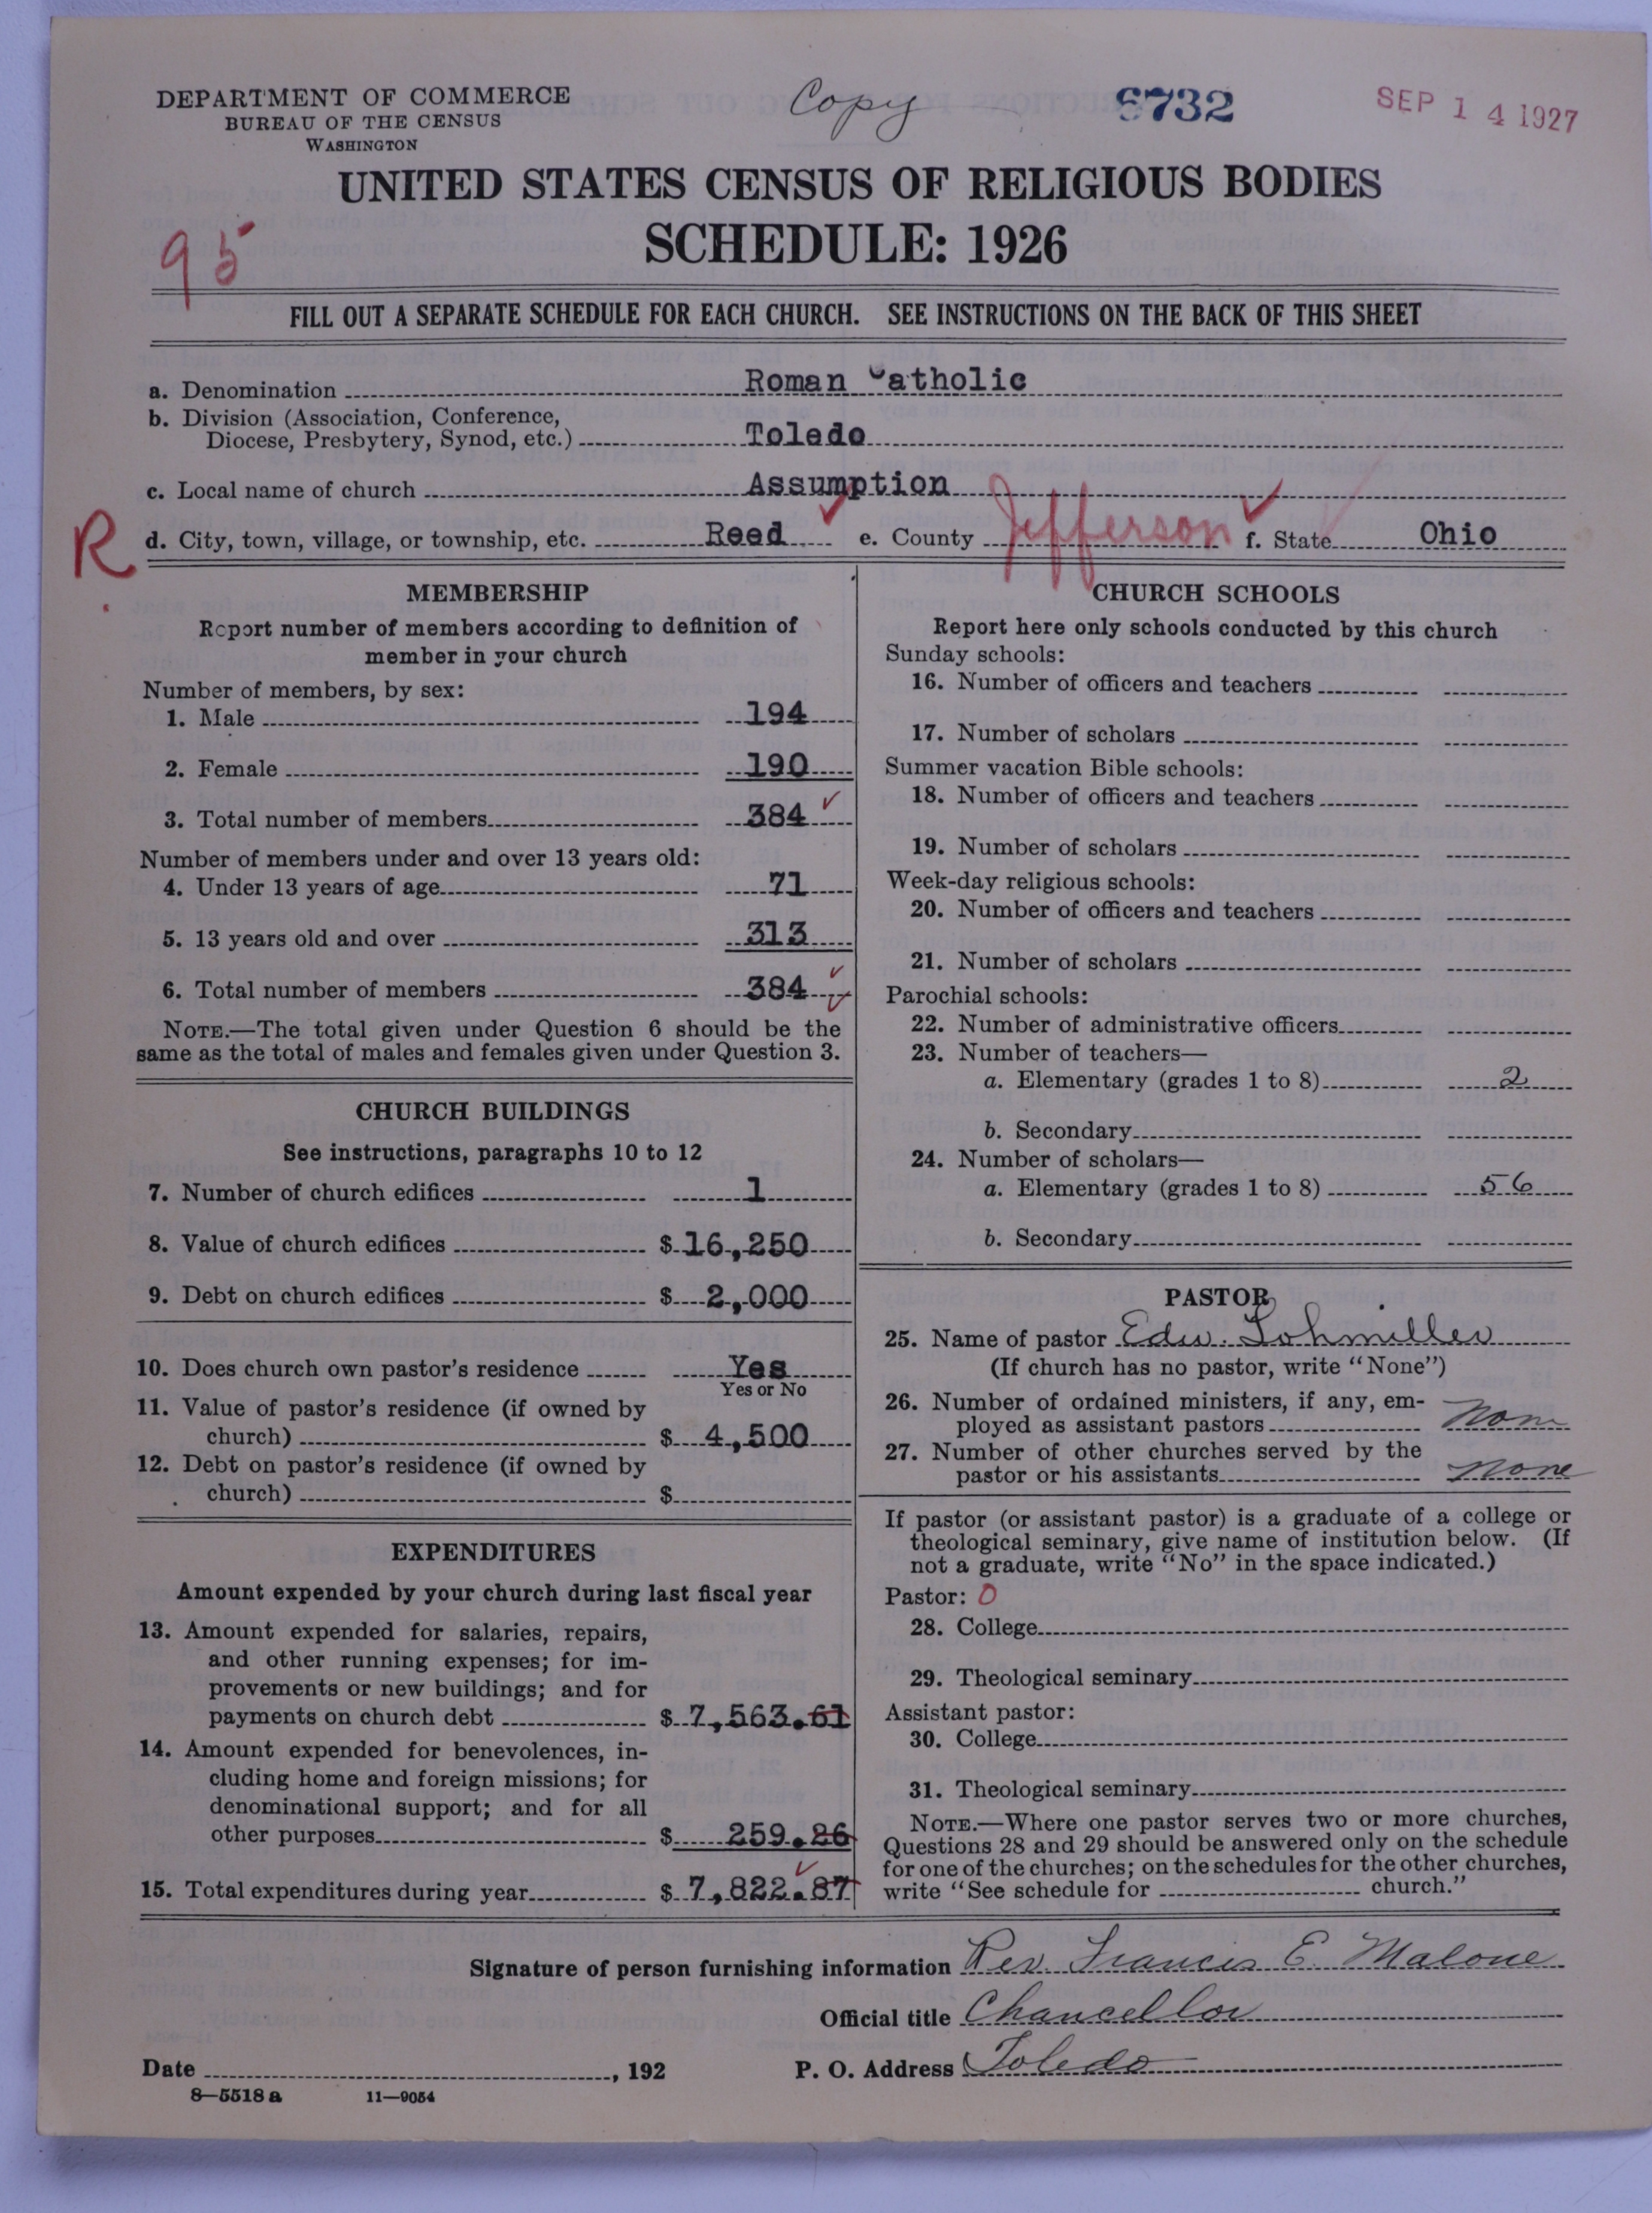 DEPARTMENT OF COMMERCE
BUREAU OF THE CENSUS
WASHINGTON
Copy
6732
SEP 14 1927
UNITED STATES CENSUS OF RELIGIOUS BODIES
SCHEDULE: 1926
95
FILL OUT A SEPARATE SCHEDULE FOR EACH CHURCH. SEE INSTRUCTIONS ON THE BACK OF THIS SHEET
a. Denomination Roman Catholic
b. Division (Association, Conference,
Diocese, Presbytery, Synod, etc.) Toledo
c. Local name of church Assumption
R d. City, town, village, or township, etc. Reed e. County Jefferson f. State Ohio
MEMBERSHIP
Report number of members according to definition of
member in your church
Number of members, by sex:
1. Male 194
2. Female 190
3. Total number of members 384
Number of members under and over 13 years old:
4. Under 13 years of age 71
5. 13 years old and over 313
6. Total number of members 384
NOTE.—The total given under Question 6 should be the
same as the total of males and females given under Question 3.
CHURCH BUILDINGS
See instructions, paragraphs 10 to 12
7. Number of church edifices 1
8. Value of church edifices $ 16,250
9. Debt on church edifices $ 2,000
10. Does church own pastor's residence Yes
Yes or No
11. Value of pastor's residence (if owned by
church) $ 4,500
12. Debt on pastor's residence (if owned by
church) $
EXPENDITURES
Amount expended by your church during last fiscal year
13. Amount expended for salaries, repairs,
and other running expenses; for im-
provements or new buildings; and for
payments on church debt $ 7,563.61
14. Amount expended for benevolences, in-
cluding home and foreign missions; for
denominational support; and for all
other purposes $ 259.26
15. Total expenditures during year $ 7,822.87
CHURCH SCHOOLS
Report here only schools conducted by this church
Sunday schools:
16. Number of officers and teachers
17. Number of scholars
Summer vacation Bible schools:
18. Number of officers and teachers
19. Number of scholars
Week-day religious schools:
20. Number of officers and teachers
21. Number of scholars
Parochial schools:
22. Number of administrative officers
23. Number of teachers—
a. Elementary (grades 1 to 8) 2
b. Secondary
24. Number of scholars—
a. Elementary (grades 1 to 8) 56
b. Secondary
PASTOR
25. Name of pastor Edw. Lohmiller
(If church has no pastor, write "None")
26. Number of ordained ministers, if any, em-
ployed as assistant pastors None
27. Number of other churches served by the
pastor or his assistants None
If pastor (or assistant pastor) is a graduate of a college or
theological seminary, give name of institution below. (If
not a graduate, write "No" in the space indicated.)
Pastor: 0
28. College
29. Theological seminary
Assistant pastor:
30. College
31. Theological seminary
NOTE.—Where one pastor serves two or more churches,
Questions 28 and 29 should be answered only on the schedule
for one of the churches; on the schedules for the other churches,
write "See schedule for church."
Signature of person furnishing information Rev. Francis E. Malone
Official title Chancellor
Date , 192 P. O. Address Toledo
8—5518 a 11—9054